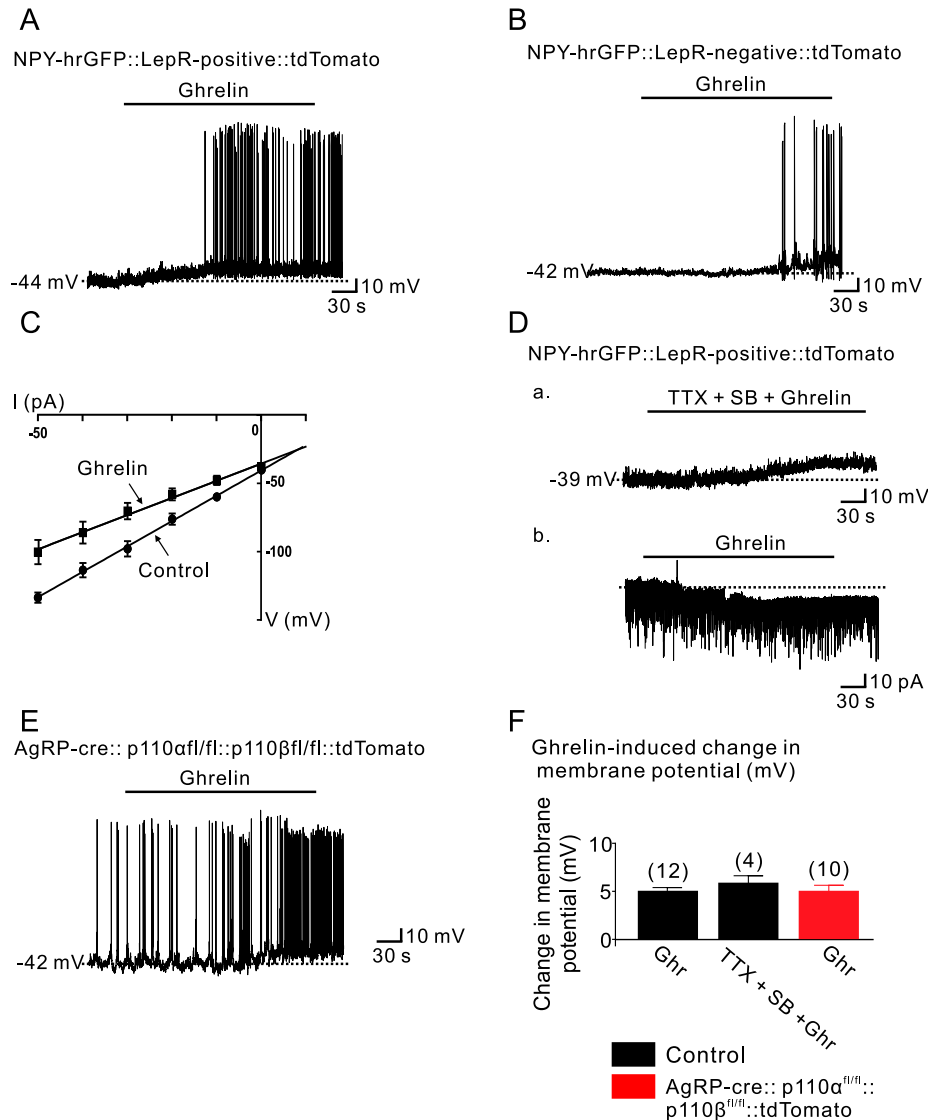 A
NPY-hrGFP::LepR-positive::tdTomato
Ghrelin
-44 mV
10 mV
30 s
B
NPY-hrGFP::LepR-negative::tdTomato
Ghrelin
-42 mV
10 mV
30 s
C
I (pA)
-50
0
Ghrelin
-50
Control
-100
V (mV)
D
NPY-hrGFP::LepR-positive::tdTomato
a.
TTX + SB + Ghrelin
-39 mV
10 mV
30 s
b.
Ghrelin
10 pA
30 s
E
AgRP-cre:: p110αfl/fl::p110βfl/fl::tdTomato
Ghrelin
-42 mV
10 mV
30 s
F
Ghrelin-induced change in
membrane potential (mV)
Change in membrane
potential (mV)
10
5
0
(12)
(4)
(10)
Ghr
TTX + SB +Ghr
Ghr
Control
AgRP-cre:: p110α^fl/fl::
p110β^fl/fl::tdTomato